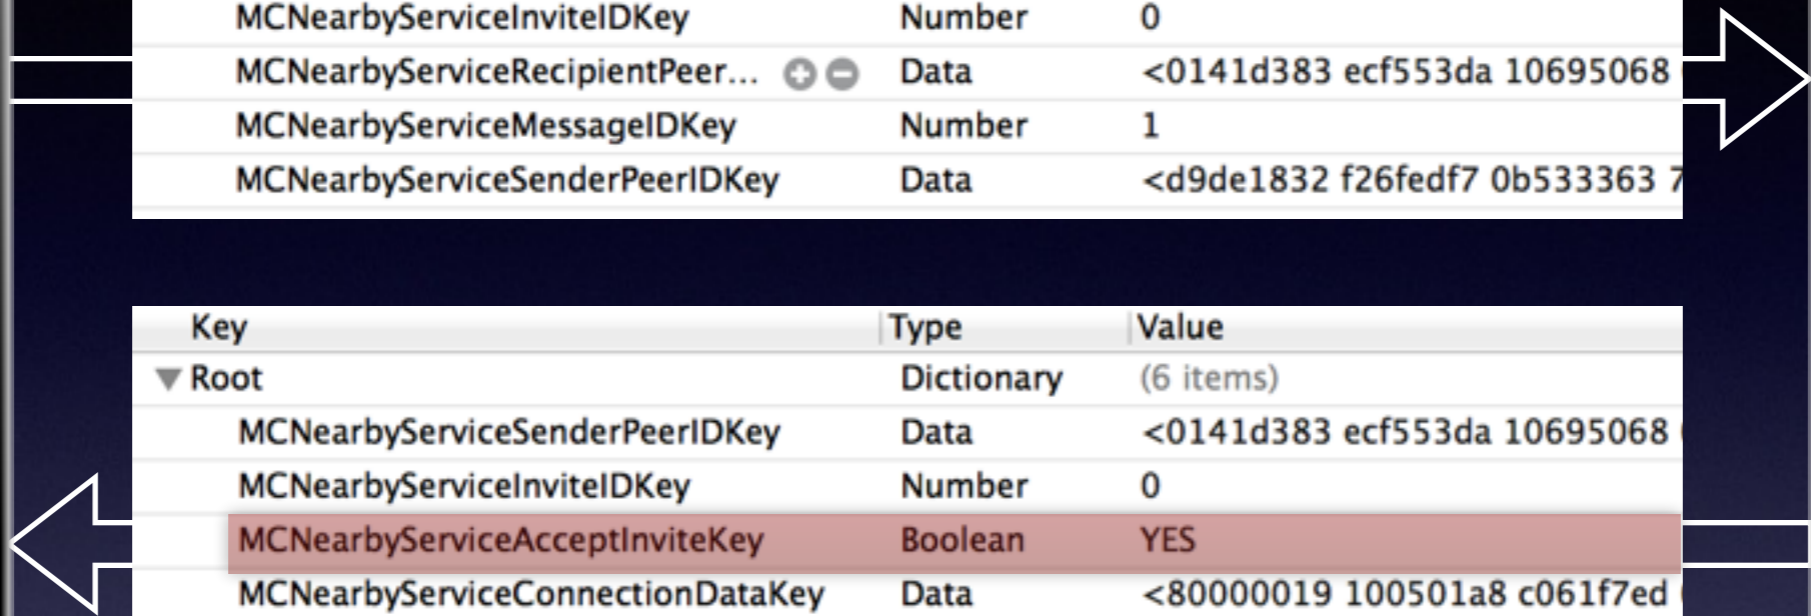 MCNearbyServiceInviteIDKey Number 0
MCNearbyServiceRecipientPeer... Data <0141d383 ecf553da 10695068
MCNearbyServiceMessageIDKey Number 1
MCNearbyServiceSenderPeerIDKey Data <d9de1832 f26fedf7 0b533363 7
Key Type Value
Root Dictionary (6 items)
MCNearbyServiceSenderPeerIDKey Data <0141d383 ecf553da 10695068
MCNearbyServiceInviteIDKey Number 0
MCNearbyServiceAcceptInviteKey Boolean YES
MCNearbyServiceConnectionDataKey Data <80000019 100501a8 c061f7ed